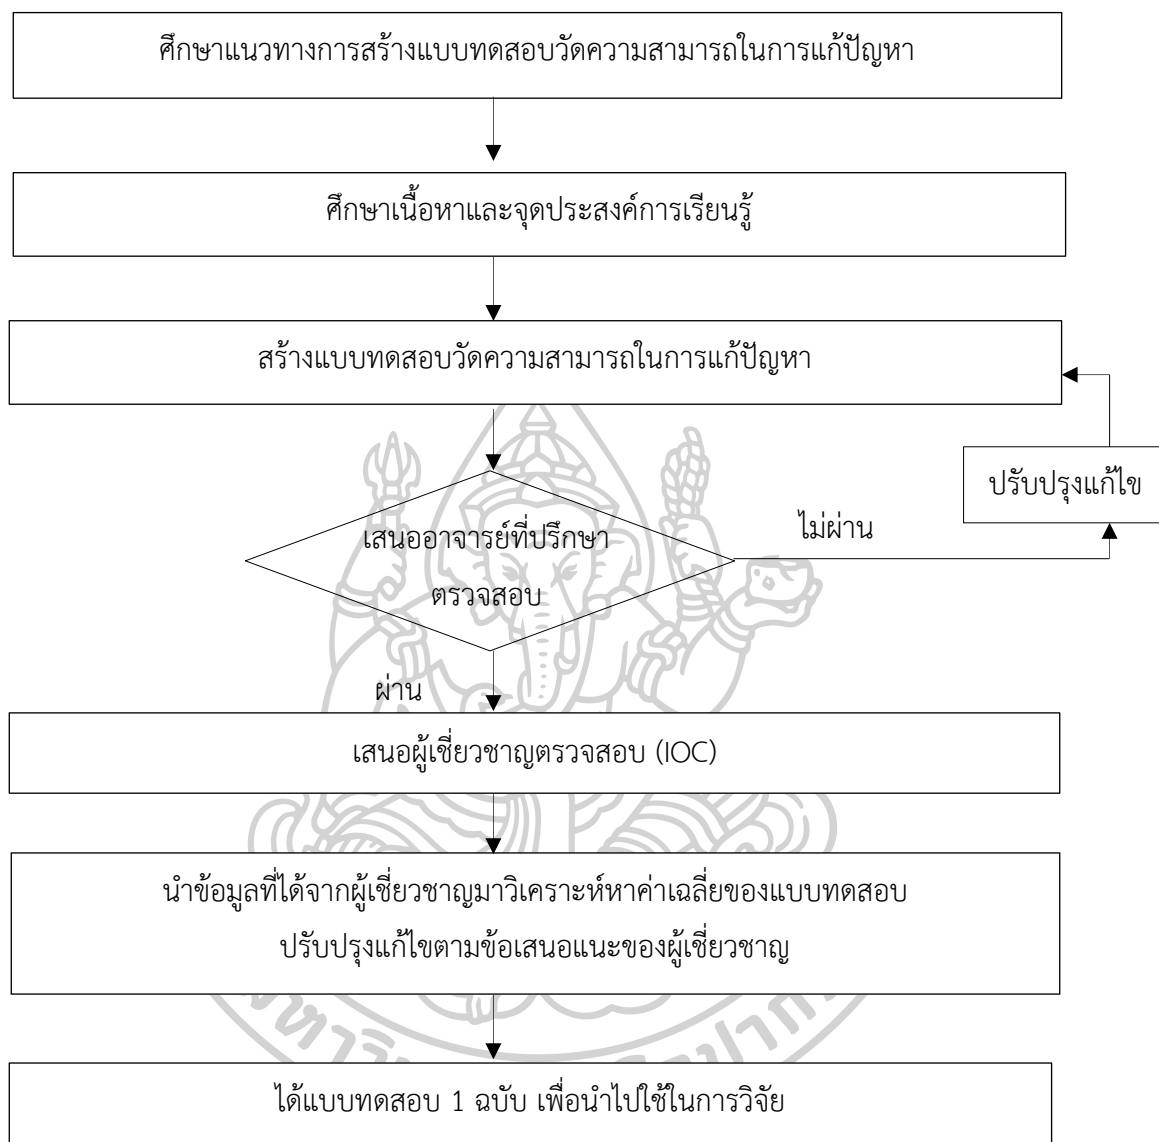 ศึกษาแนวทางการสร้างแบบทดสอบวัดความสามารถในการแก้ปัญหา
ศึกษาเนื้อหาและจุดประสงค์การเรียนรู้
สร้างแบบทดสอบวัดความสามารถในการแก้ปัญหา
ปรับปรุงแก้ไข
ไม่ผ่าน
เสนออาจารย์ที่ปรึกษา
ตรวจสอบ
ผ่าน
เสนอผู้เชี่ยวชาญตรวจสอบ (IOC)
นำข้อมูลที่ได้จากผู้เชี่ยวชาญมาวิเคราะห์หาค่าเฉลี่ยของแบบทดสอบ
ปรับปรุงแก้ไขตามข้อเสนอแนะของผู้เชี่ยวชาญ
ได้แบบทดสอบ 1 ฉบับ เพื่อนำไปใช้ในการวิจัย